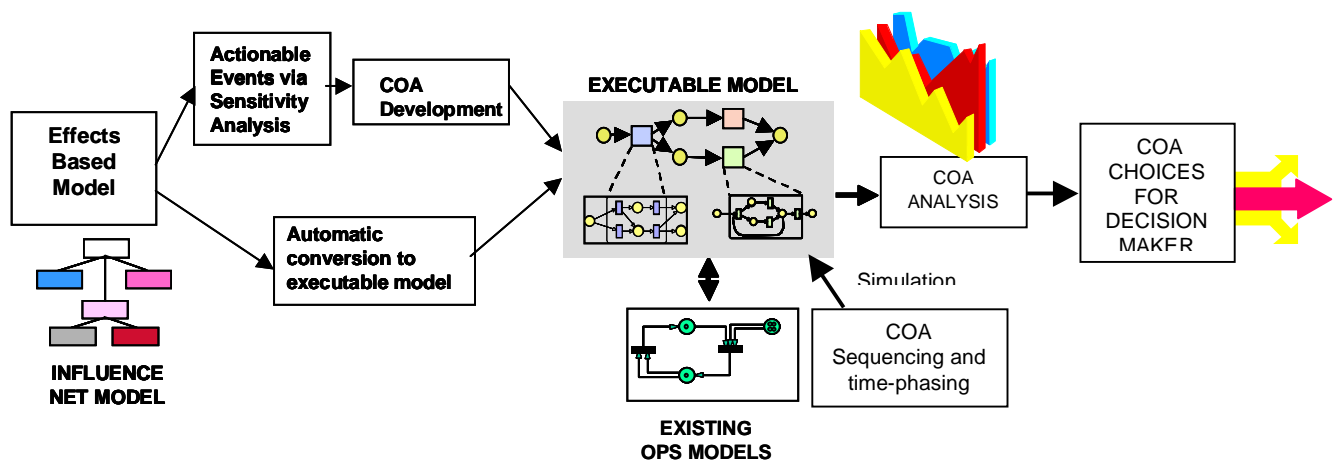 Actionable
Events via
Sensitivity
Analysis
COA
Development
Effects
Based
Model
Automatic
conversion to
executable model
INFLUENCE
NET MODEL
EXECUTABLE MODEL
EXISTING
OPS MODELS
Simulation
COA
Sequencing and
time-phasing
COA
ANALYSIS
COA
CHOICES
FOR
DECISION
MAKER